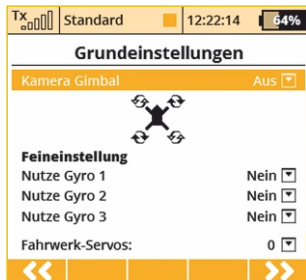 Tx Standard 12:22:14 64%
Grundeinstellungen
Kamera Gimbal Aus
Feineinstellung
Nutze Gyro 1 Nein
Nutze Gyro 2 Nein
Nutze Gyro 3 Nein
Fahrwerk-Servos: 0